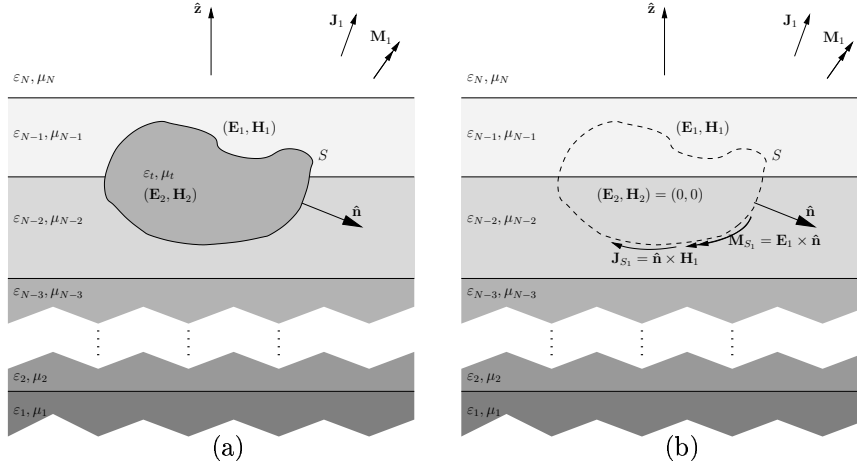 ẑ
J₁
M₁
ε_N, μ_N
ε_{N−1}, μ_{N−1}
(E₁, H₁)
S
ε_t, μ_t
(E₂, H₂)
n̂
ε_{N−2}, μ_{N−2}
ε_{N−3}, μ_{N−3}
ε₂, μ₂
ε₁, μ₁
(a)
ẑ
J₁
M₁
ε_N, μ_N
ε_{N−1}, μ_{N−1}
(E₁, H₁)
S
(E₂, H₂) = (0, 0)
n̂
ε_{N−2}, μ_{N−2}
M_{S₁} = E₁ × n̂
J_{S₁} = n̂ × H₁
ε_{N−3}, μ_{N−3}
ε₂, μ₂
ε₁, μ₁
(b)